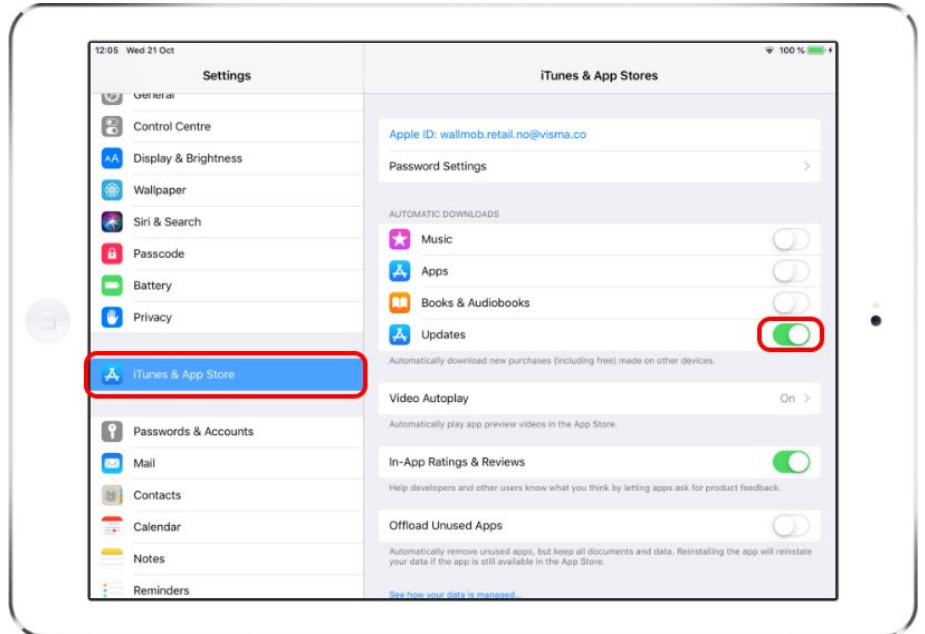 12:05 Wed 21 Oct
100 %
Settings
General
Control Centre
Display & Brightness
Wallpaper
Siri & Search
Passcode
Battery
Privacy
iTunes & App Store
Passwords & Accounts
Mail
Contacts
Calendar
Notes
Reminders
iTunes & App Stores
Apple ID: wallmob.retail.no@visma.co
Password Settings
AUTOMATIC DOWNLOADS
Music
Apps
Books & Audiobooks
Updates
Automatically download new purchases (including free) made on other devices.
Video Autoplay On
Automatically play app preview videos in the App Store.
In-App Ratings & Reviews
Help developers and other users know what you think by letting apps ask for product feedback.
Offload Unused Apps
Automatically remove unused apps, but keep all documents and data. Reinstalling the app will reinstate
your data if the app is still available in the App Store.
See how your data is managed...